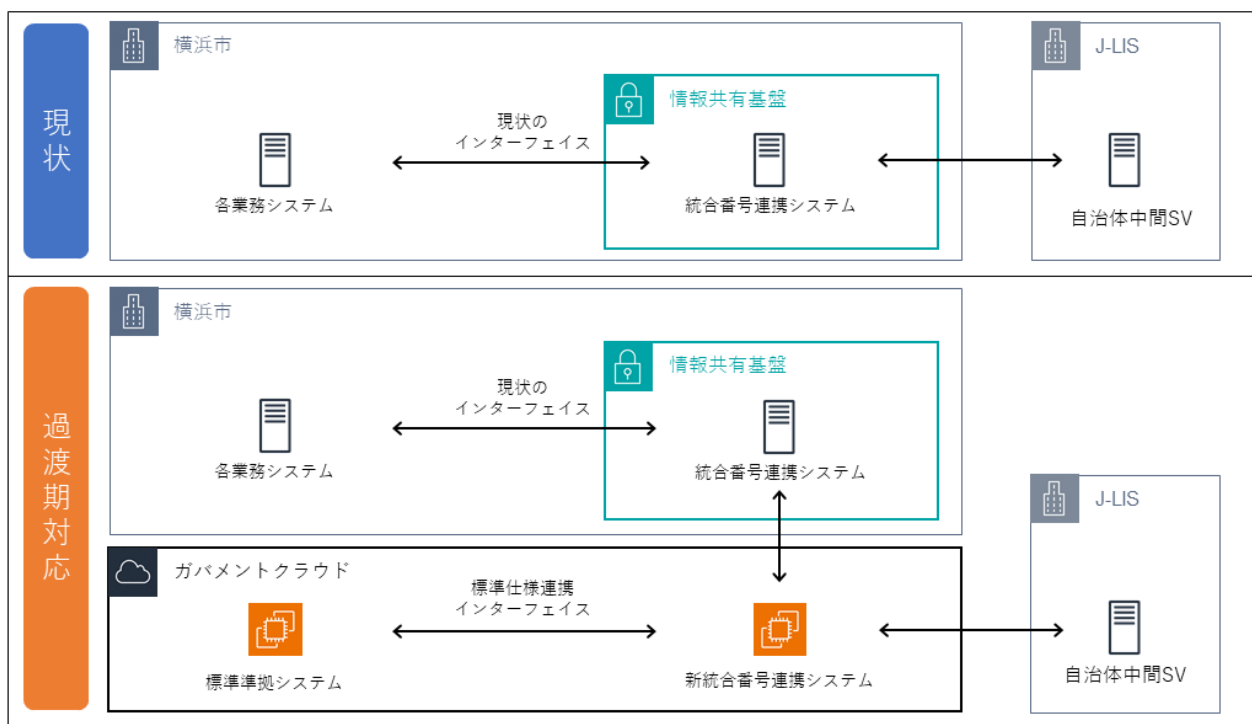 現状
横浜市
情報共有基盤
現状の
インターフェイス
各業務システム
統合番号連携システム
J-LIS
自治体中間SV
過渡期対応
横浜市
情報共有基盤
現状の
インターフェイス
各業務システム
統合番号連携システム
ガバメントクラウド
標準仕様連携
インターフェイス
標準準拠システム
新統合番号連携システム
J-LIS
自治体中間SV